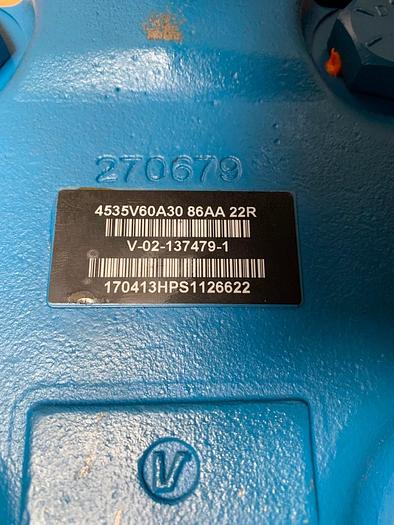 270679
4535V60A30 86AA 22R
V-02-137479-1
170413HPS1126622
V